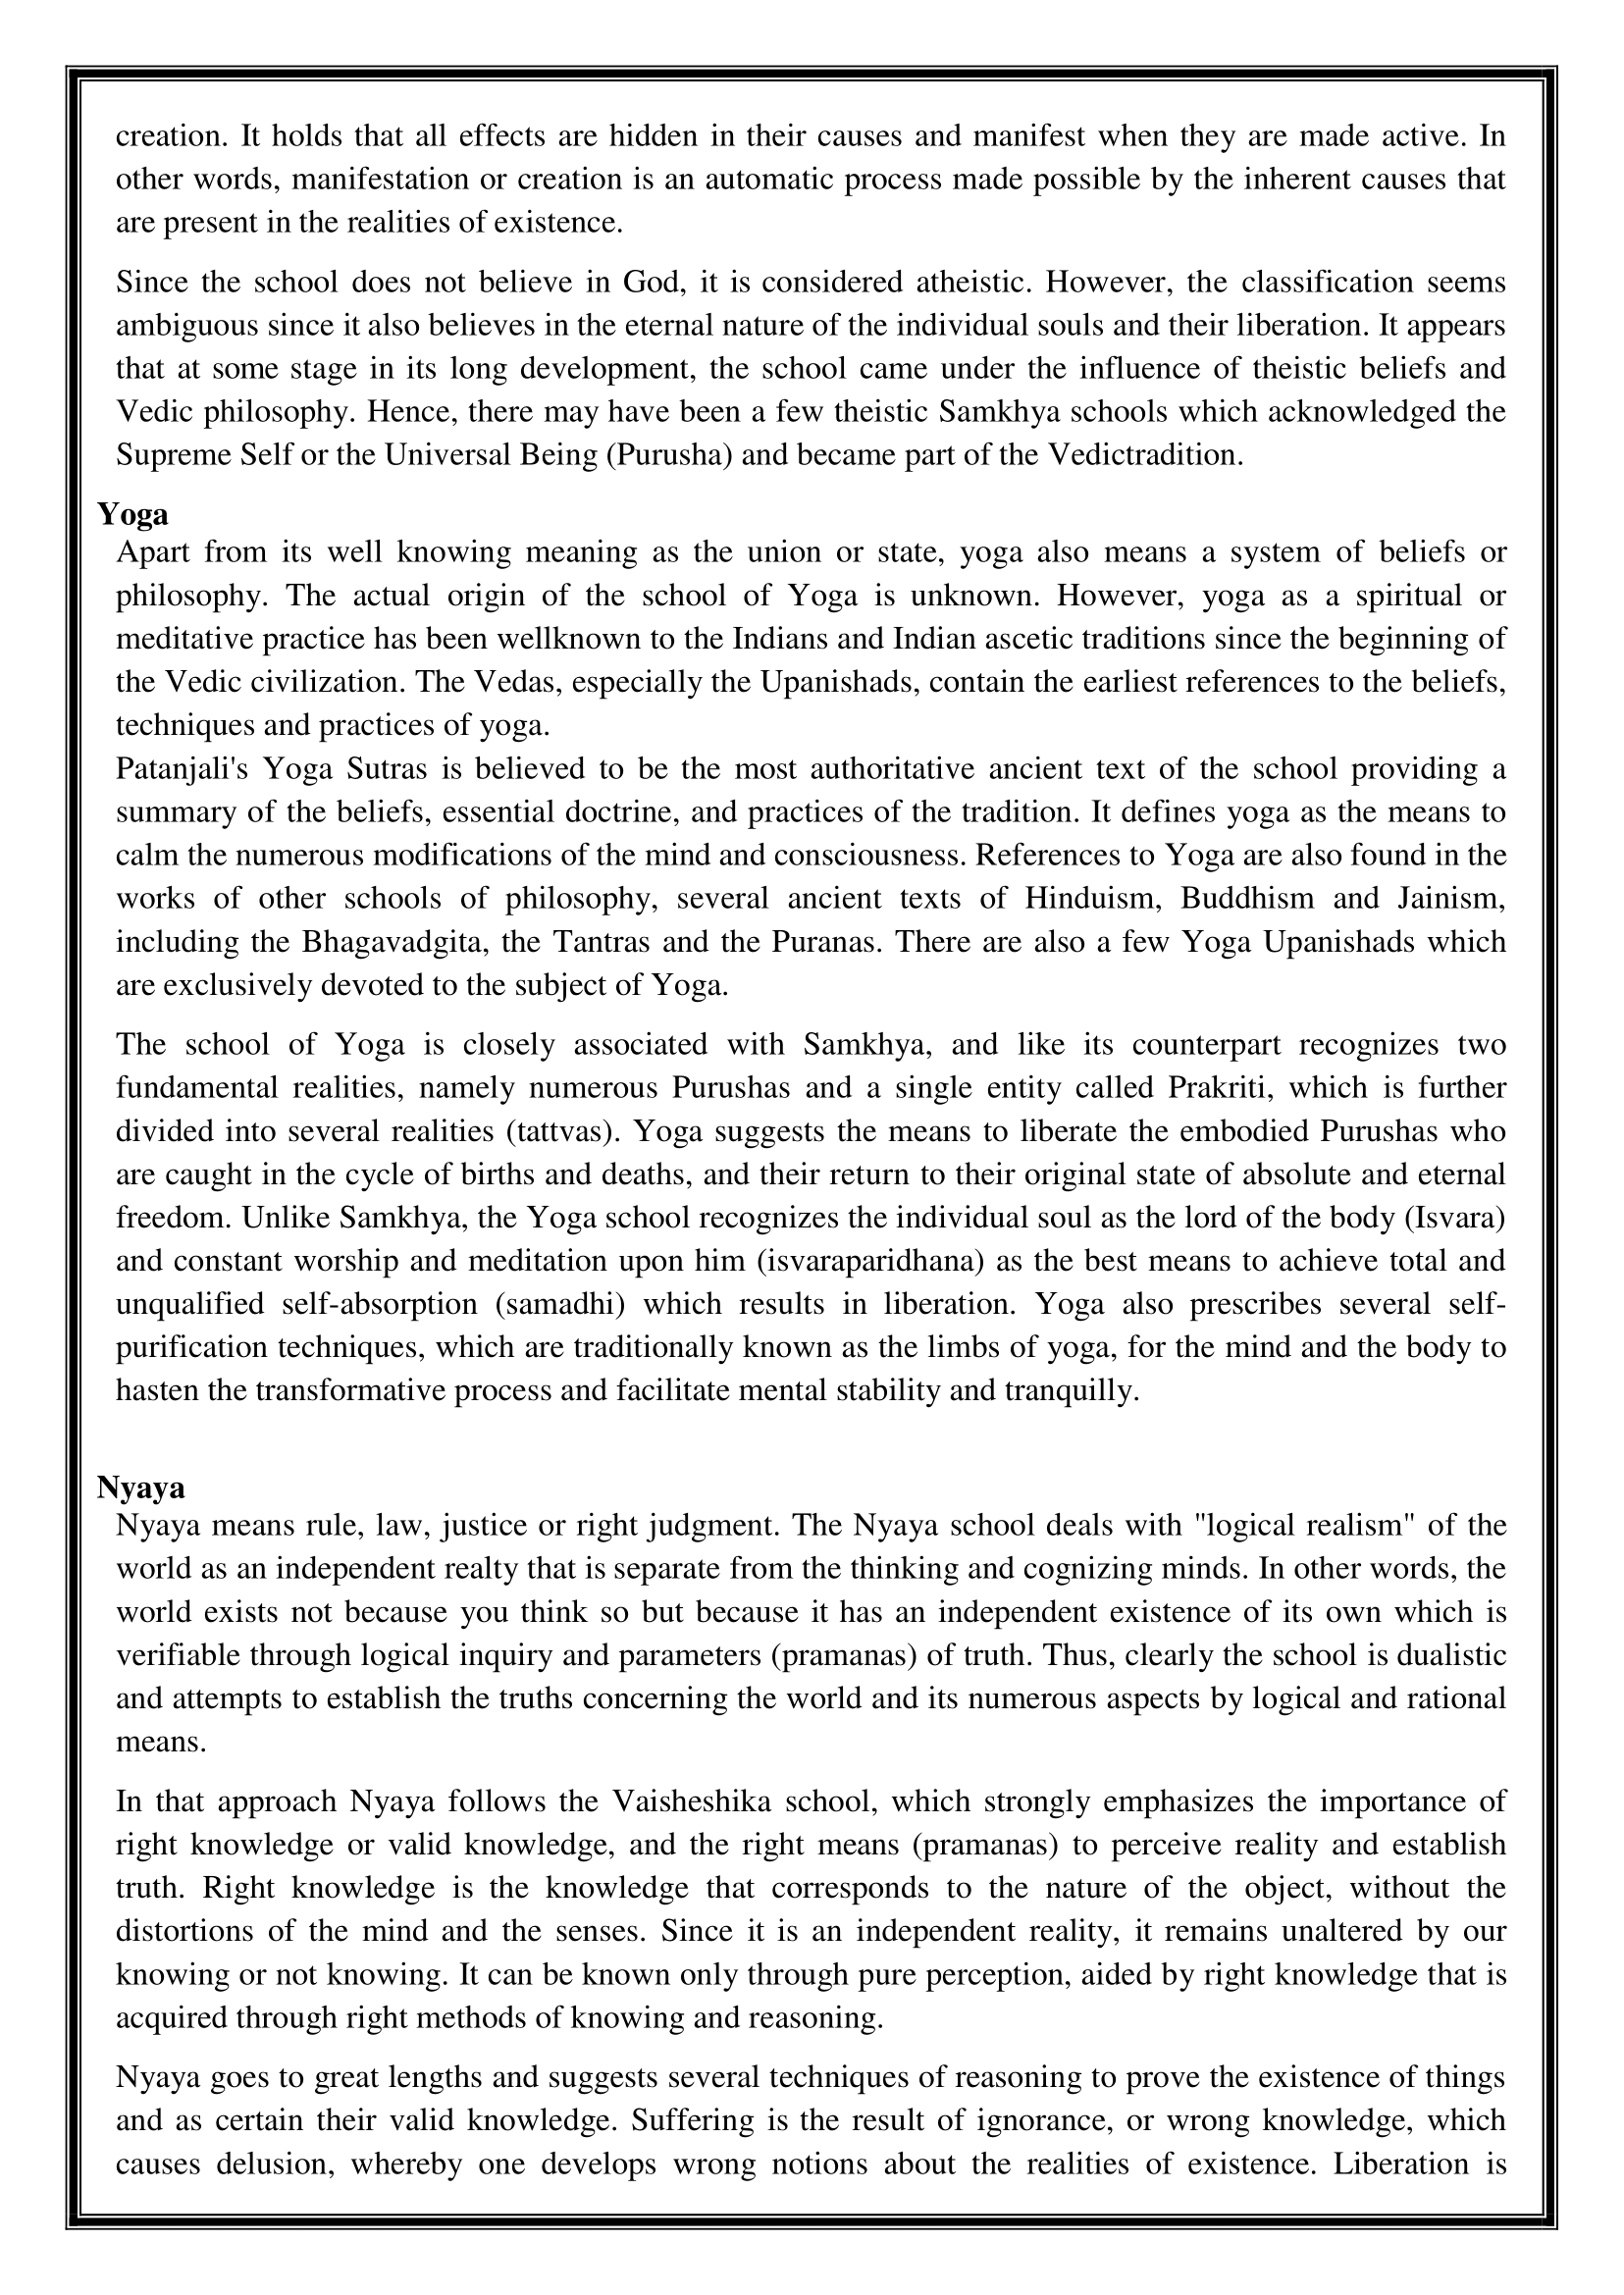 creation. It holds that all effects are hidden in their causes and manifest when they are made active. In
other words, manifestation or creation is an automatic process made possible by the inherent causes that
are present in the realities of existence.
Since the school does not believe in God, it is considered atheistic. However, the classification seems
ambiguous since it also believes in the eternal nature of the individual souls and their liberation. It appears
that at some stage in its long development, the school came under the influence of theistic beliefs and
Vedic philosophy. Hence, there may have been a few theistic Samkhya schools which acknowledged the
Supreme Self or the Universal Being (Purusha) and became part of the Vedictradition.
Yoga
Apart from its well knowing meaning as the union or state, yoga also means a system of beliefs or
philosophy. The actual origin of the school of Yoga is unknown. However, yoga as a spiritual or
meditative practice has been wellknown to the Indians and Indian ascetic traditions since the beginning of
the Vedic civilization. The Vedas, especially the Upanishads, contain the earliest references to the beliefs,
techniques and practices of yoga.
Patanjali's Yoga Sutras is believed to be the most authoritative ancient text of the school providing a
summary of the beliefs, essential doctrine, and practices of the tradition. It defines yoga as the means to
calm the numerous modifications of the mind and consciousness. References to Yoga are also found in the
works of other schools of philosophy, several ancient texts of Hinduism, Buddhism and Jainism,
including the Bhagavadgita, the Tantras and the Puranas. There are also a few Yoga Upanishads which
are exclusively devoted to the subject of Yoga.
The school of Yoga is closely associated with Samkhya, and like its counterpart recognizes two
fundamental realities, namely numerous Purushas and a single entity called Prakriti, which is further
divided into several realities (tattvas). Yoga suggests the means to liberate the embodied Purushas who
are caught in the cycle of births and deaths, and their return to their original state of absolute and eternal
freedom. Unlike Samkhya, the Yoga school recognizes the individual soul as the lord of the body (Isvara)
and constant worship and meditation upon him (isvaraparidhana) as the best means to achieve total and
unqualified self-absorption (samadhi) which results in liberation. Yoga also prescribes several self-
purification techniques, which are traditionally known as the limbs of yoga, for the mind and the body to
hasten the transformative process and facilitate mental stability and tranquilly.
Nyaya
Nyaya means rule, law, justice or right judgment. The Nyaya school deals with "logical realism" of the
world as an independent realty that is separate from the thinking and cognizing minds. In other words, the
world exists not because you think so but because it has an independent existence of its own which is
verifiable through logical inquiry and parameters (pramanas) of truth. Thus, clearly the school is dualistic
and attempts to establish the truths concerning the world and its numerous aspects by logical and rational
means.
In that approach Nyaya follows the Vaisheshika school, which strongly emphasizes the importance of
right knowledge or valid knowledge, and the right means (pramanas) to perceive reality and establish
truth. Right knowledge is the knowledge that corresponds to the nature of the object, without the
distortions of the mind and the senses. Since it is an independent reality, it remains unaltered by our
knowing or not knowing. It can be known only through pure perception, aided by right knowledge that is
acquired through right methods of knowing and reasoning.
Nyaya goes to great lengths and suggests several techniques of reasoning to prove the existence of things
and as certain their valid knowledge. Suffering is the result of ignorance, or wrong knowledge, which
causes delusion, whereby one develops wrong notions about the realities of existence. Liberation is